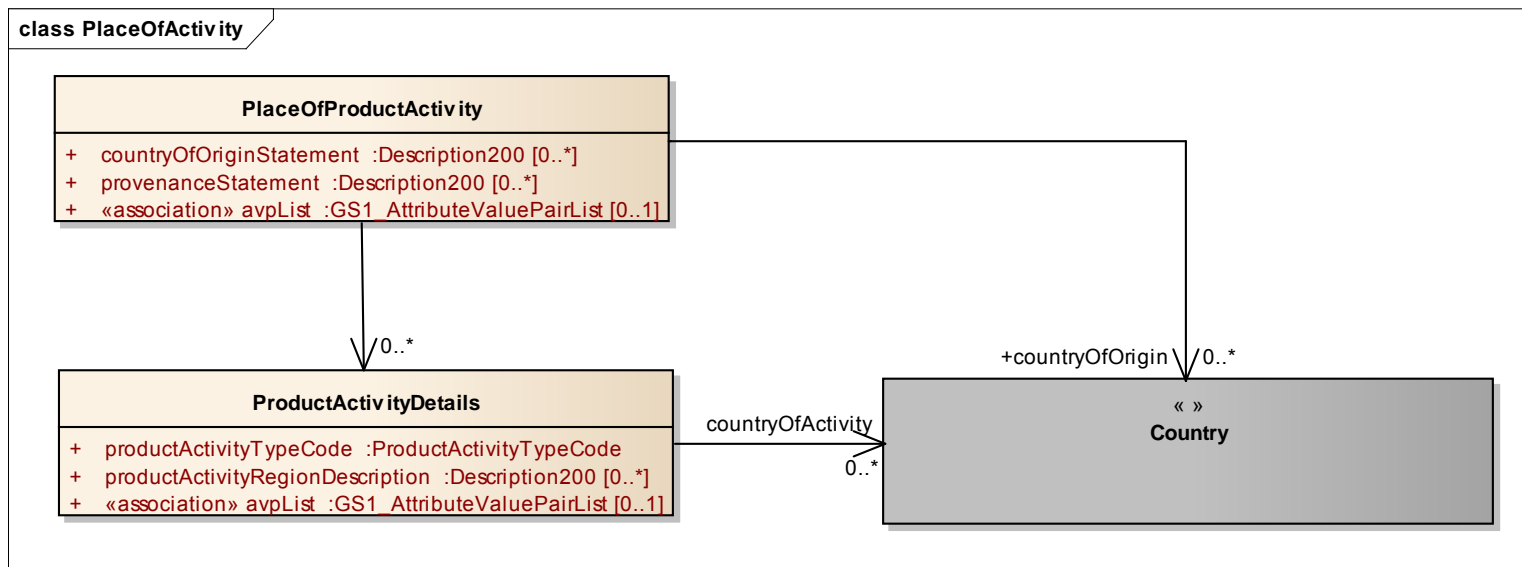 class PlaceOfActivity
PlaceOfProductActivity
+ countryOfOriginStatement :Description200 [0..*]
+ provenanceStatement :Description200 [0..*]
+ «association» avpList :GS1_AttributeValuePairList [0..1]
0..*
+countryOfOrigin 0..*
ProductActivityDetails
+ productActivityTypeCode :ProductActivityTypeCode
+ productActivityRegionDescription :Description200 [0..*]
+ «association» avpList :GS1_AttributeValuePairList [0..1]
countryOfActivity
0..*
« »
Country